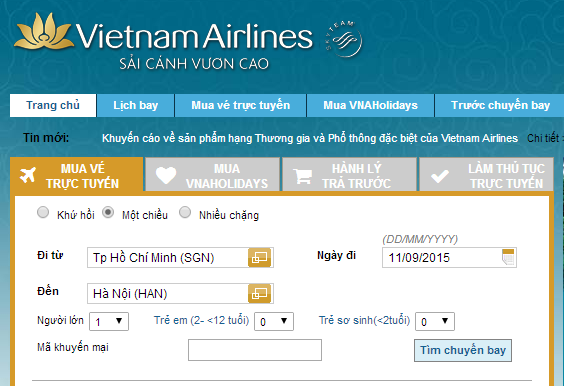 Vietnam Airlines
SKYTEAM
SẢI CÁNH VƯƠN CAO
Trang chủ Lịch bay Mua vé trực tuyến Mua VNAHolidays Trước chuyến bay
Tin mới: Khuyến cáo về sản phẩm hạng Thương gia và Phổ thông đặc biệt của Vietnam Airlines Chi tiết
MUA VÉ
TRỰC TUYẾN
MUA
VNAHOLIDAYS
HÀNH LÝ
TRẢ TRƯỚC
LÀM THỦ TỤC
TRỰC TUYẾN
Khứ hồi Một chiều Nhiều chặng
(DD/MM/YYYY)
Đi từ Tp Hồ Chí Minh (SGN) Ngày đi 11/09/2015
Đến Hà Nội (HAN)
Người lớn 1 Trẻ em (2- <12 tuổi) 0 Trẻ sơ sinh(<2tuổi) 0
Mã khuyến mại Tìm chuyến bay